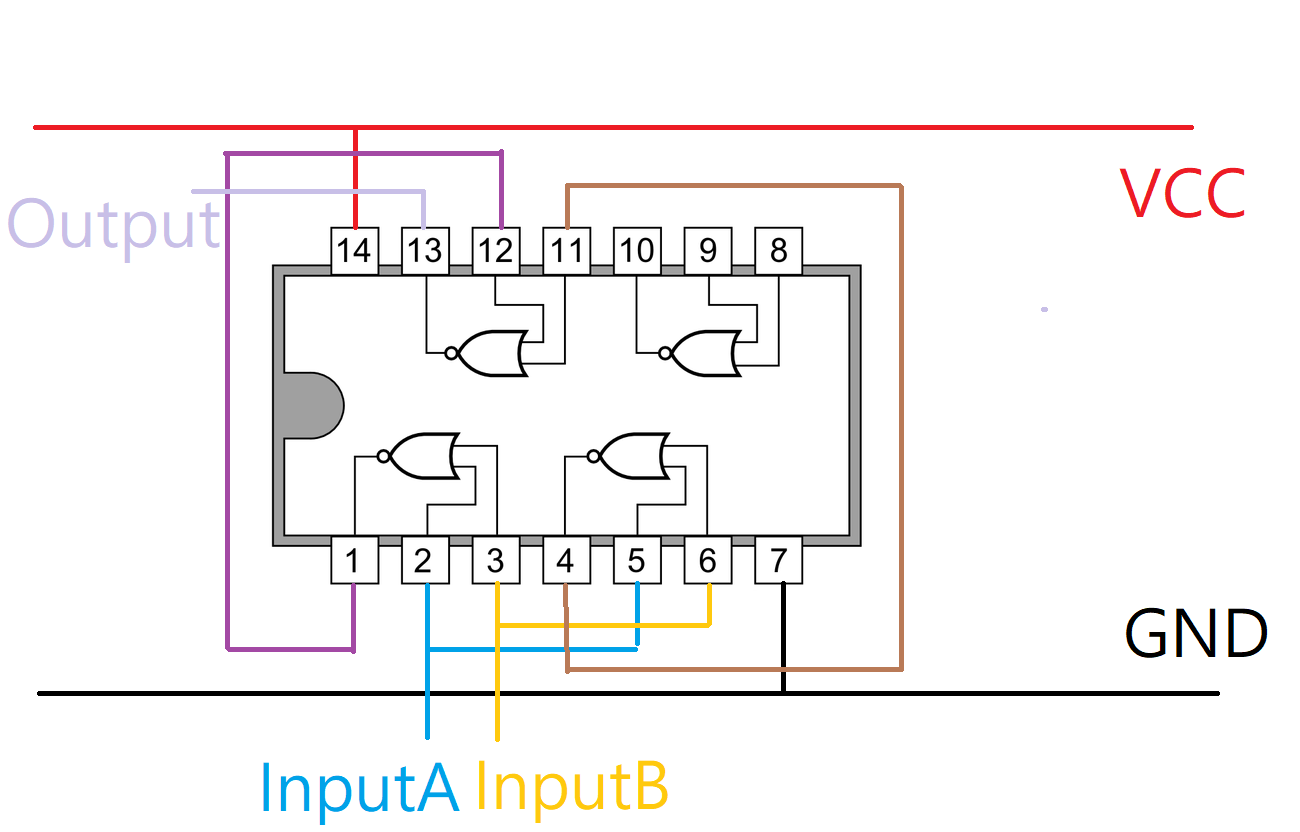 VCC
Output
14 13 12 11 10 9 8
1 2 3 4 5 6 7
GND
InputA InputB